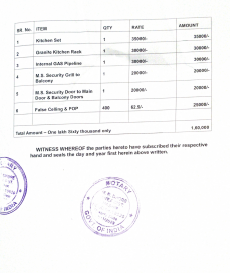 SR No. ITEM QTY RATE AMOUNT
1 Kitchen Set 1 35000/- 35000/-
2 Granite Kitchen Rack 1 30000/- 30000/-
3 Internal GAS Pipeline 1 30000/- 30000/-
4 M.S. Security Grill to Balcony 1 20000/- 20000/-
5 M.S. Security Door to Main Door & Balcony Doors 1 20000/- 20000/-
6 False Ceiling & POP 400 62.5/- 25000/-
Total Amount – One lakh Sixty thousand only 1,60,000
WITNESS WHEREOF the parties hereto have subscribed their respective
hand and seals the day and year first herein above written.
NOTARY
GOVT. OF INDIA